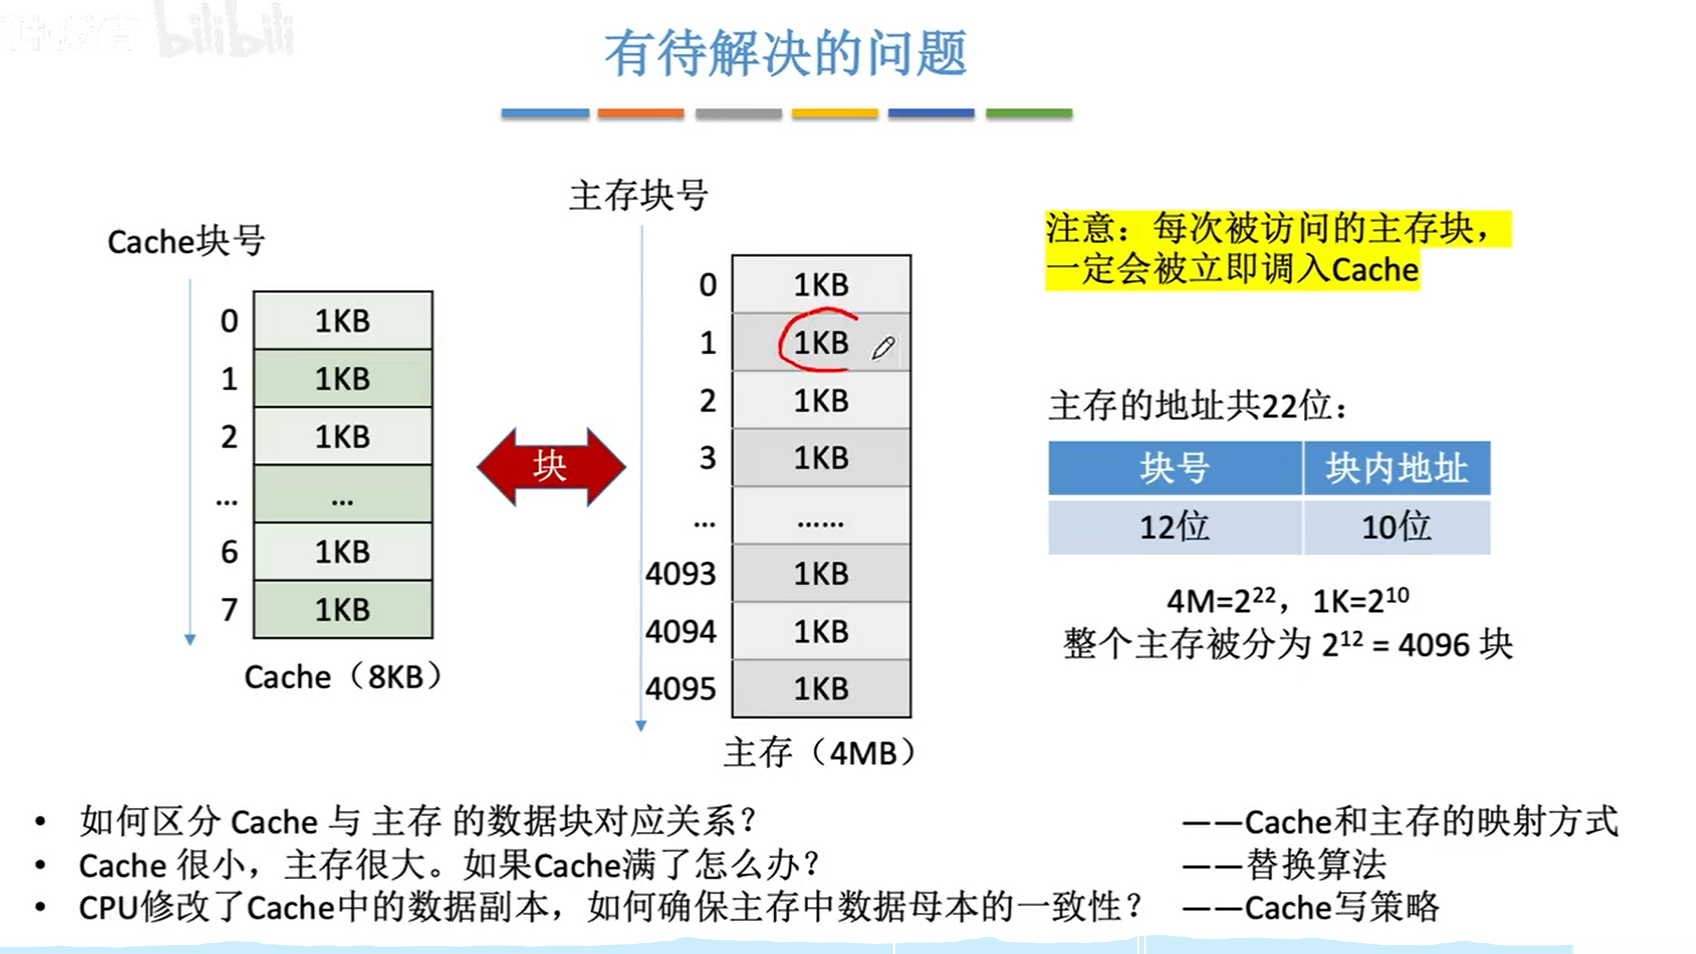 bilibili
有待解决的问题
主存块号
Cache块号
注意：每次被访问的主存块，
一定会被立即调入Cache
0 1KB
1 1KB
2 1KB
... ...
6 1KB
7 1KB
Cache（8KB）
块
0 1KB
1 1KB
2 1KB
3 1KB
... ......
4093 1KB
4094 1KB
4095 1KB
主存（4MB）
主存的地址共22位：
块号 块内地址
12位 10位
4M=2²²，1K=2¹⁰
整个主存被分为 2¹² = 4096 块
• 如何区分 Cache 与 主存 的数据块对应关系？ ——Cache和主存的映射方式
• Cache 很小，主存很大。如果Cache满了怎么办？ ——替换算法
• CPU修改了Cache中的数据副本，如何确保主存中数据母本的一致性？ ——Cache写策略